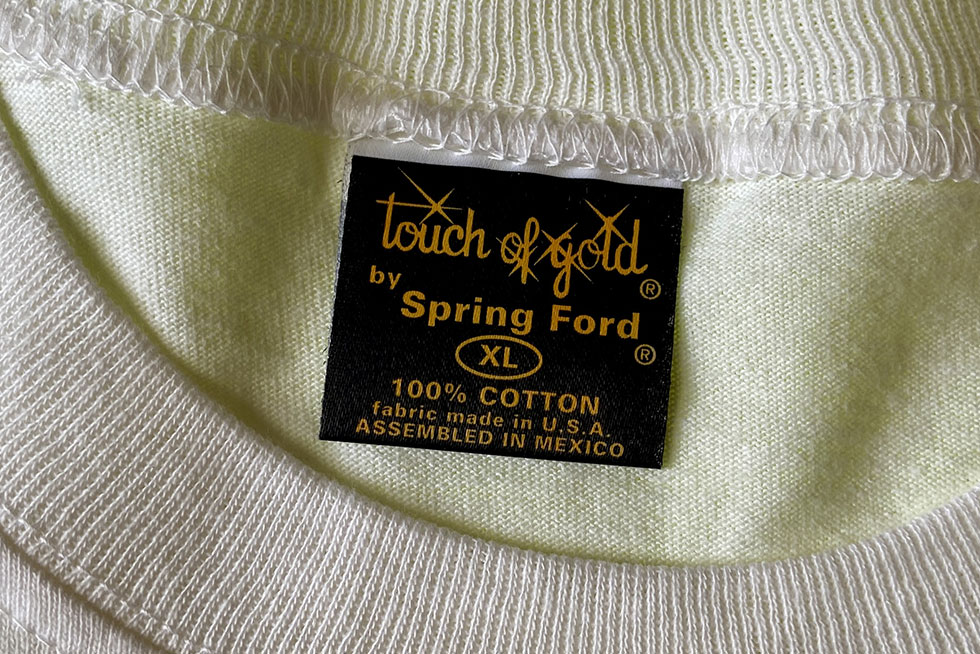 touch of gold ®
by
Spring Ford ®
XL
100% COTTON
fabric made in U.S.A.
ASSEMBLED IN MEXICO